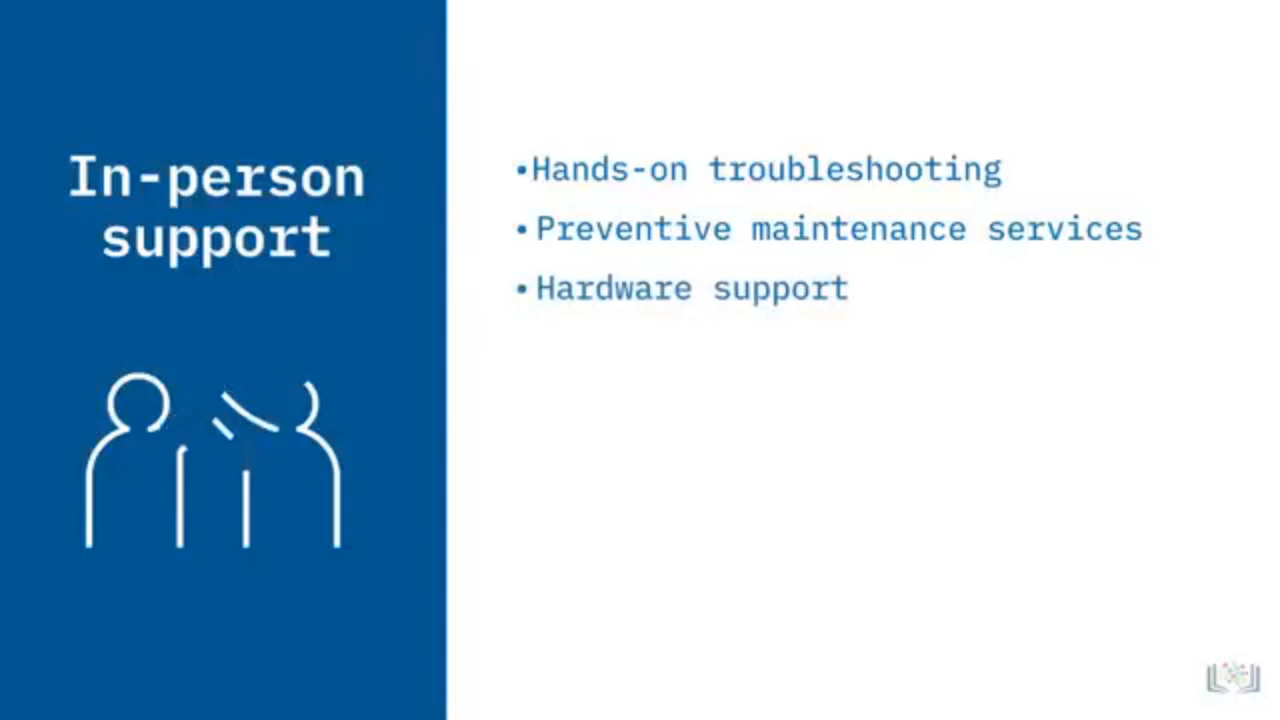 In-person
support
•Hands-on troubleshooting
• Preventive maintenance services
• Hardware support